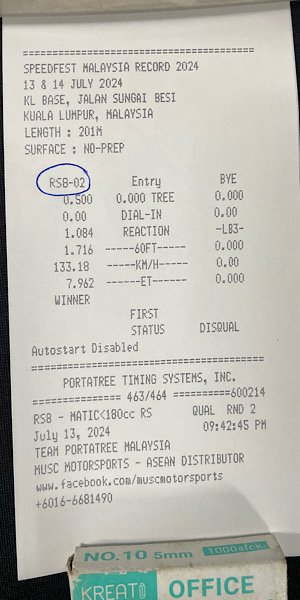 SPEEDFEST MALAYSIA RECORD 2024
13 & 14 JULY 2024
KL BASE, JALAN SUNGAI BESI
KUALA LUMPUR, MALAYSIA
LENGTH : 201M
SURFACE : NO-PREP
RSB-02 Entry BYE
0.500 0.000 TREE 0.000
0.00 DIAL-IN 0.00
1.084 REACTION -LB3-
1.716 ------60FT----- 0.000
133.18 ------KM/H----- 0.00
7.962 ------ET------- 0.000
WINNER
FIRST
STATUS DISQUAL
Autostart Disabled
PORTATREE TIMING SYSTEMS, INC.
============ 463/464 ==========600214
RSB - MATIC<180cc RS QUAL RND 2
July 13, 2024 09:42:45 PM
TEAM PORTATREE MALAYSIA
MUSC MOTORSPORTS - ASEAN DISTRIBUTOR
www.facebook.com/muscmotorsports
+6016-6681490
NO.10 5mm 1000stcks
KREATO OFFICE